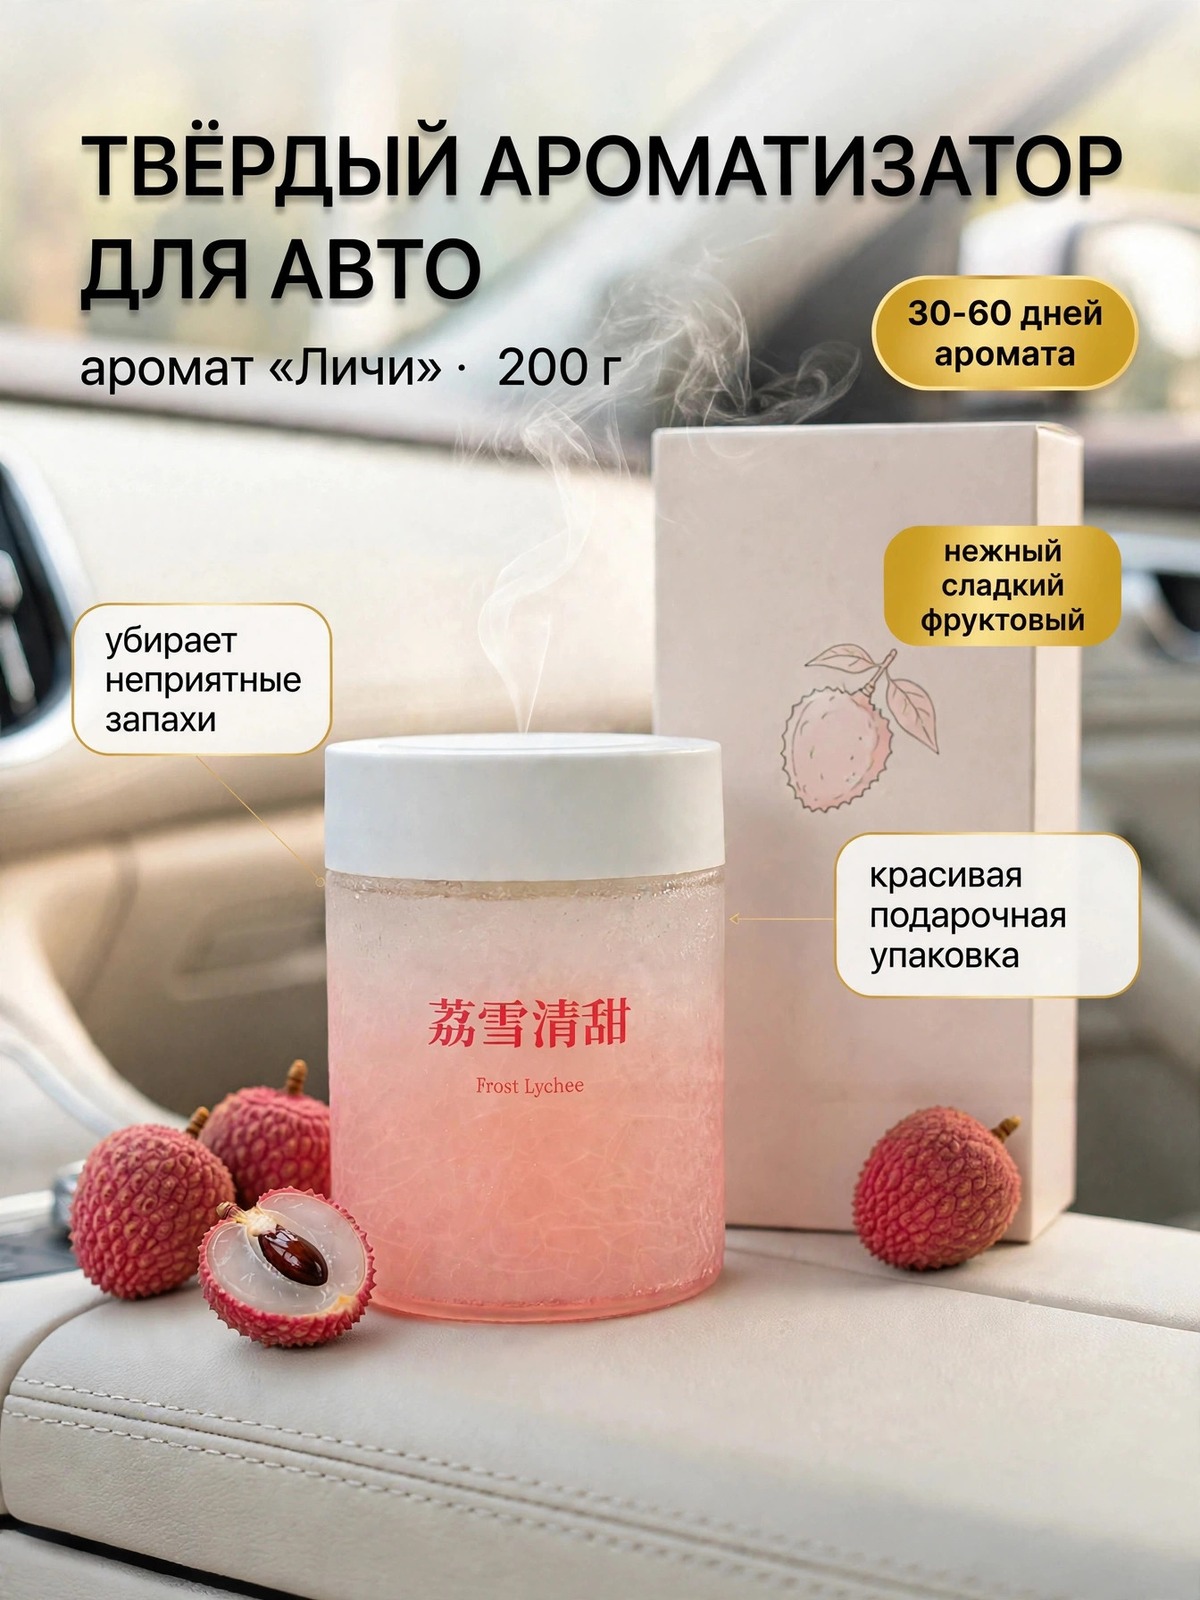 ТВЁРДЫЙ АРОМАТИЗАТОР
ДЛЯ АВТО
аромат «Личи» · 200 г
30-60 дней
аромата
нежный
сладкий
фруктовый
убирает
неприятные
запахи
красивая
подарочная
упаковка
荔雪清甜
Frost Lychee